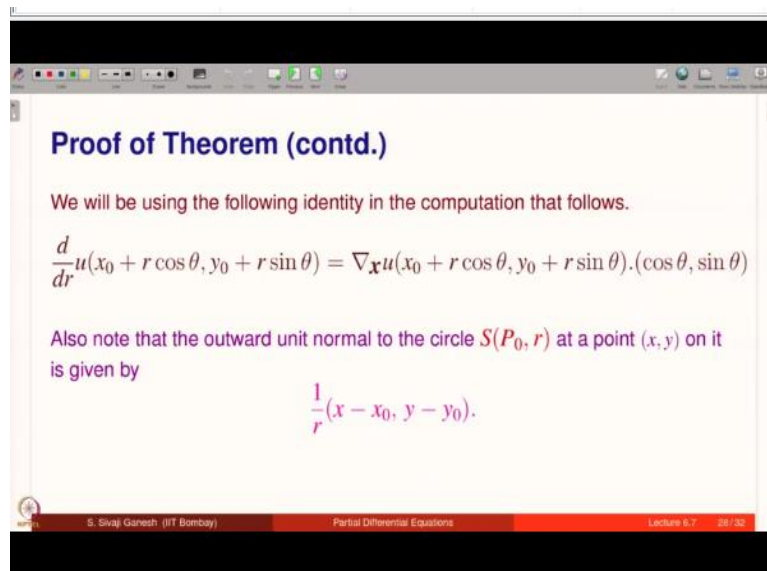 Proof of Theorem (contd.)
We will be using the following identity in the computation that follows.
d/dr u(x₀ + r cos θ, y₀ + r sin θ) = ∇ₓu(x₀ + r cos θ, y₀ + r sin θ).(cos θ, sin θ)
Also note that the outward unit normal to the circle S(P₀, r) at a point (x, y) on it
is given by
1/r (x − x₀, y − y₀).
S. Sivaji Ganesh (IIT Bombay) Partial Differential Equations Lecture 6.7 28/32